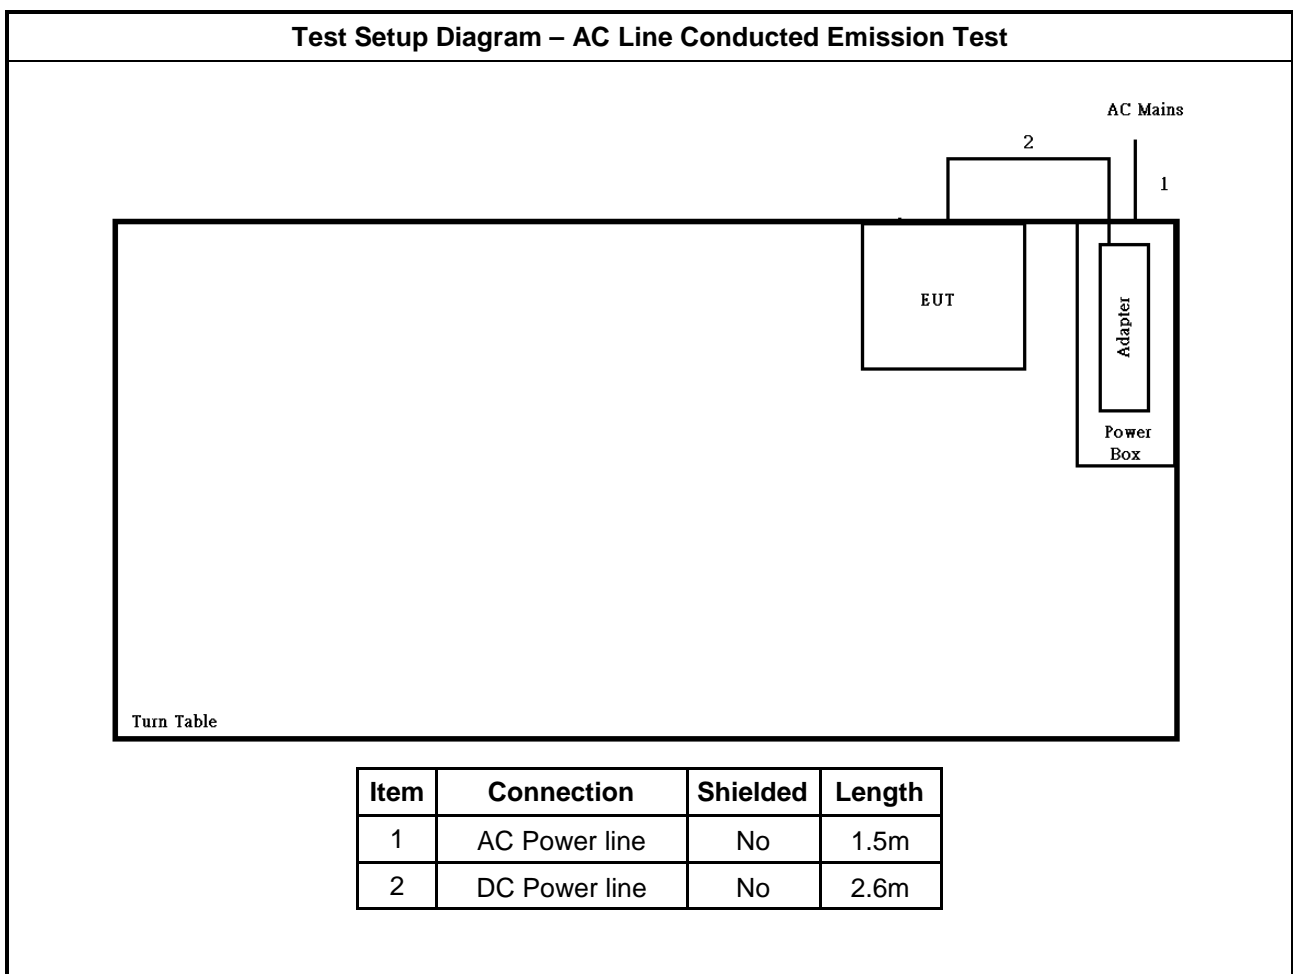 Test Setup Diagram – AC Line Conducted Emission Test
AC Mains
2
1
EUT
Adapter
Power
Box
Turn Table
Item Connection Shielded Length
1 AC Power line No 1.5m
2 DC Power line No 2.6m